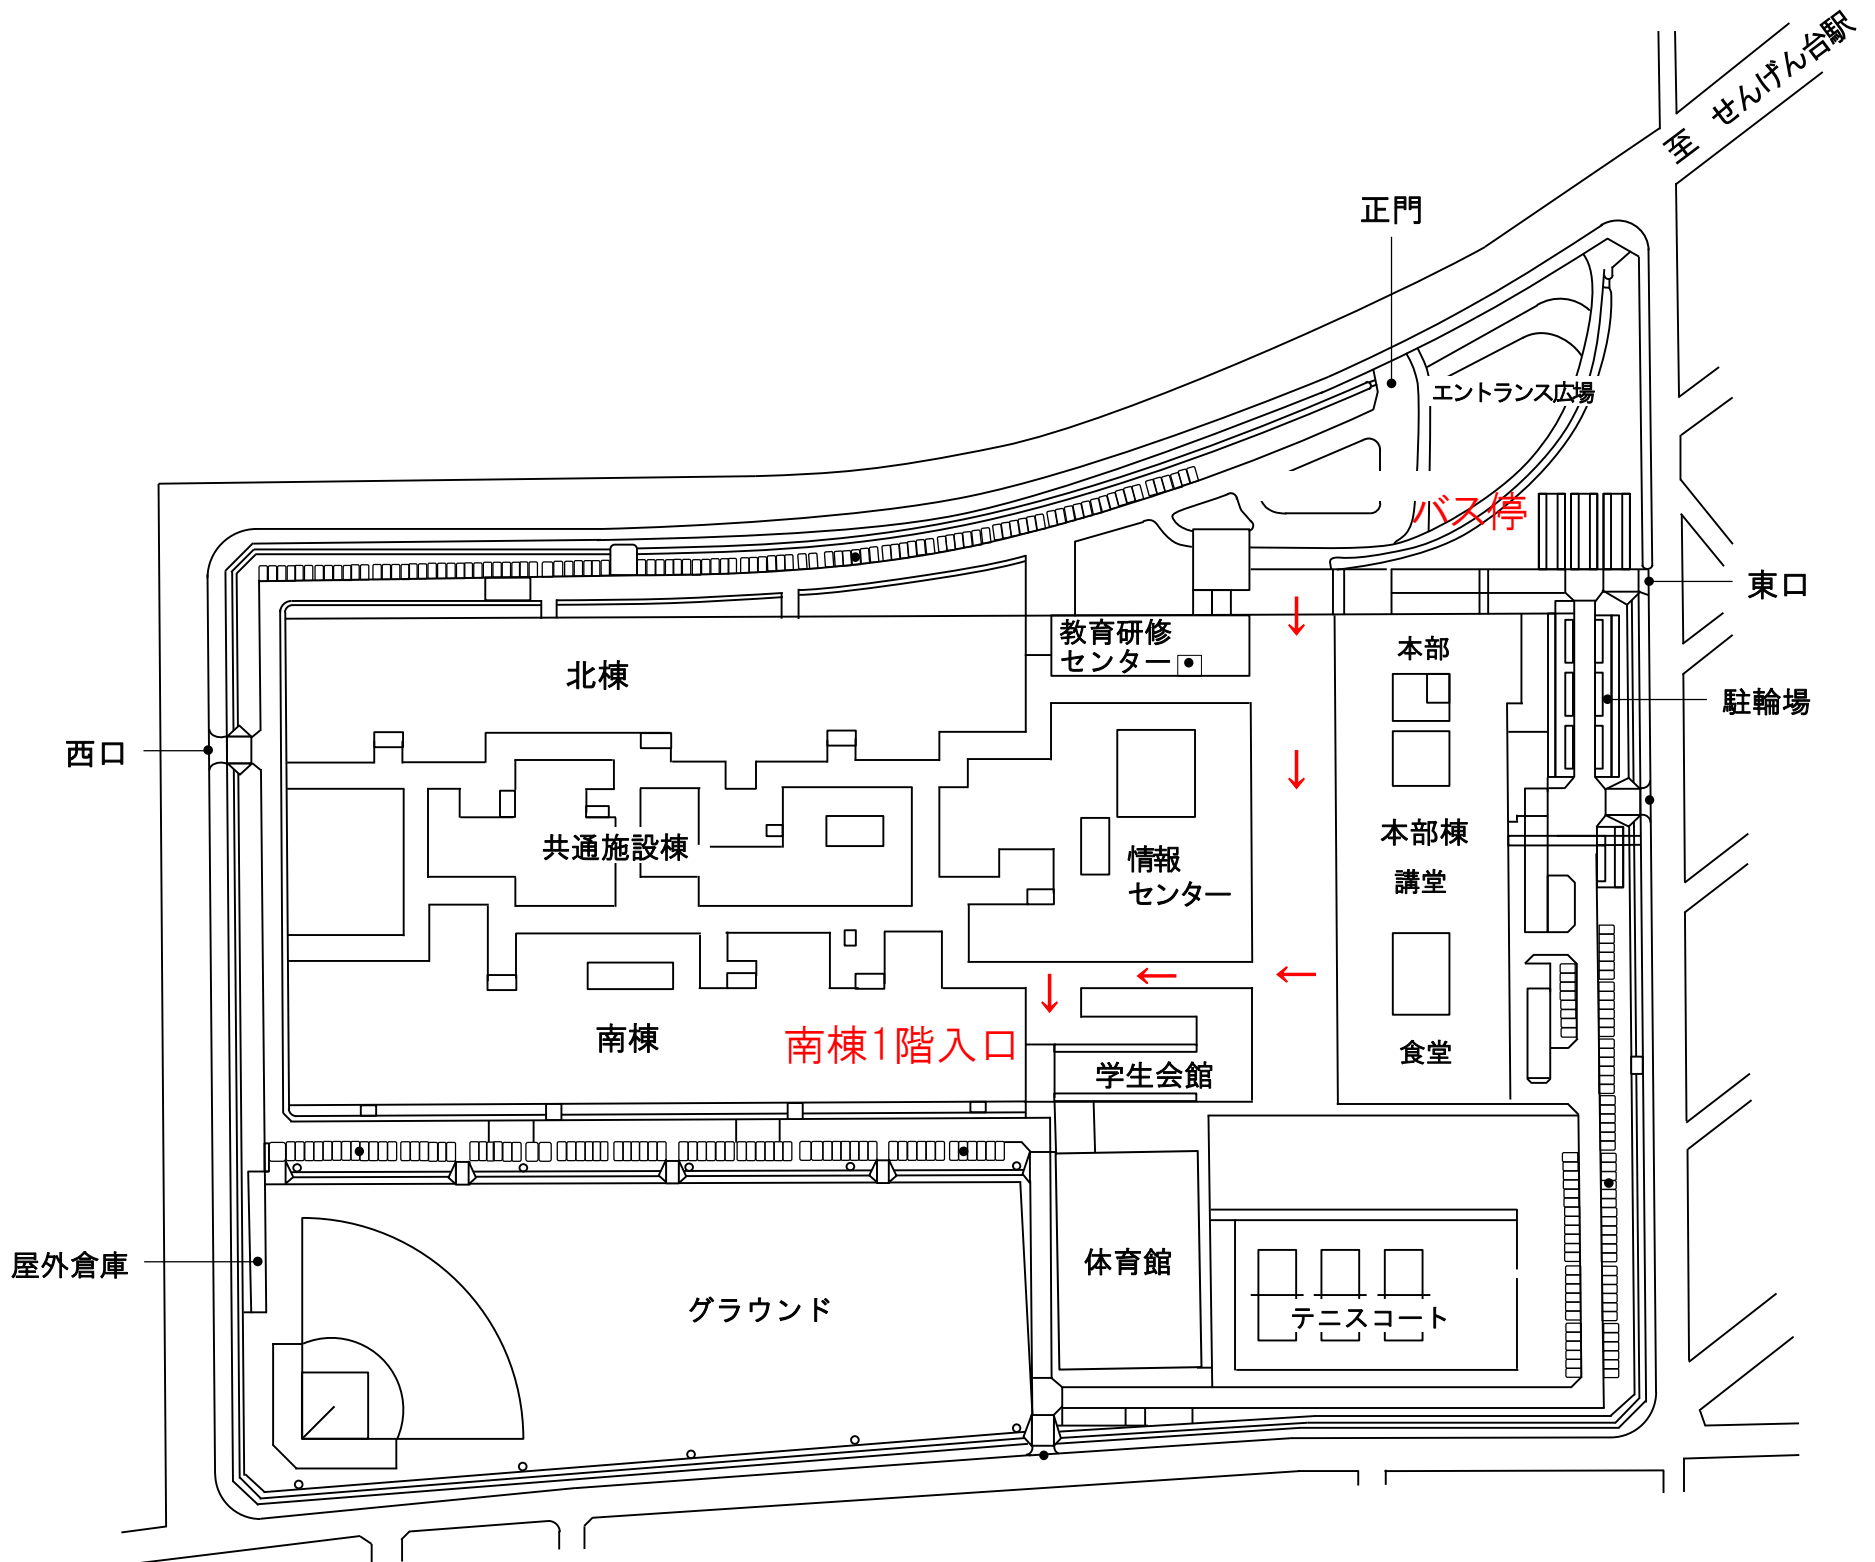 至 せんげん台駅
正門
エントランス広場
バス停
東口
教育研修
センター
本部
北棟
駐輪場
西口
共通施設棟
情報
センター
本部棟
講堂
南棟
南棟1階入口
学生会館
食堂
屋外倉庫
グラウンド
体育館
テニスコート